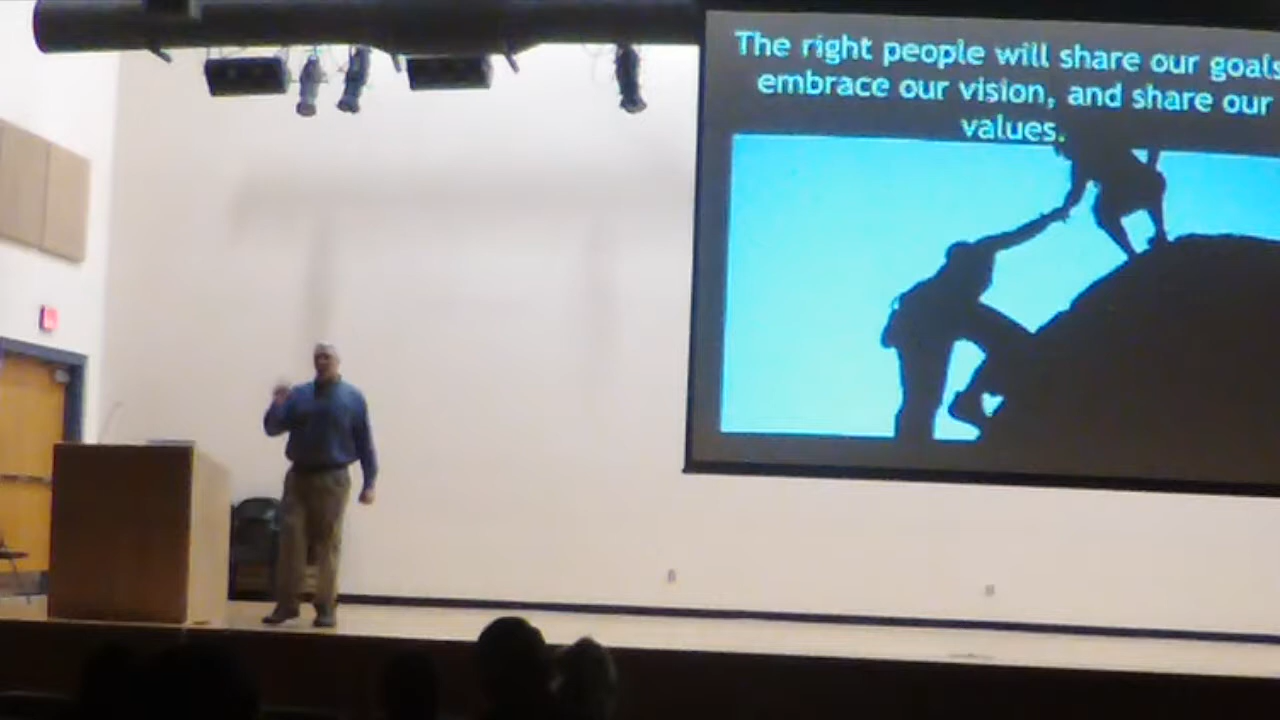 The right people will share our goals
embrace our vision, and share our
values.